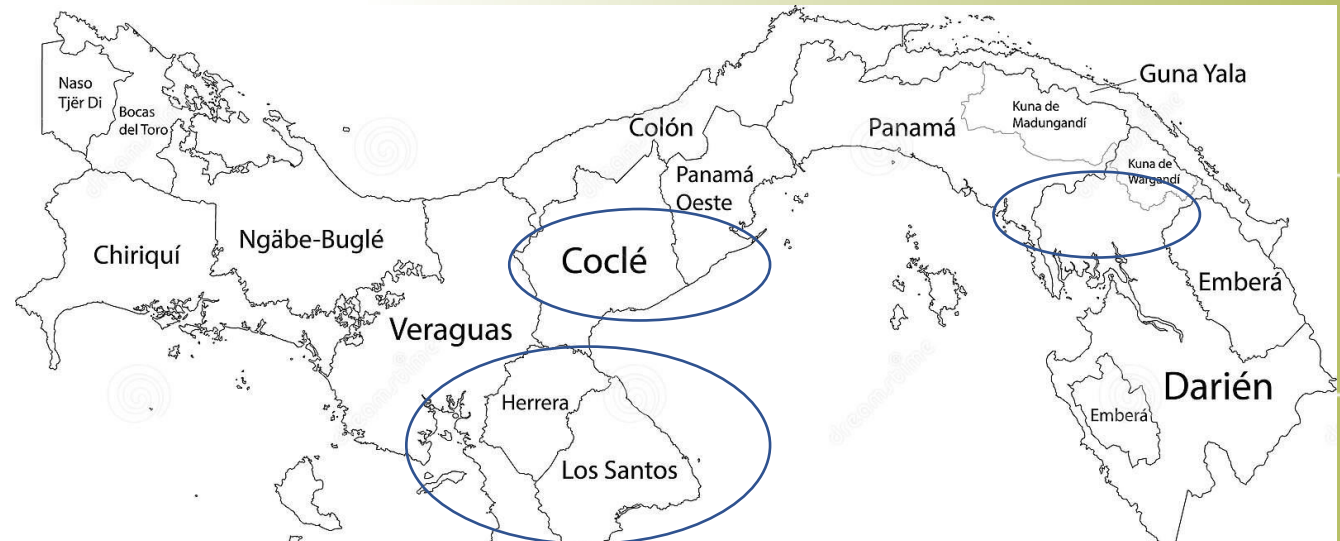 Naso
Tjër Di
Bocas
del Toro
Chiriquí
Ngäbe-Buglé
Veraguas
Colón
Coclé
Panamá
Oeste
Herrera
Los Santos
Panamá
Kuna de
Madungandí
Guna Yala
Kuna de
Wargandí
Emberá
Darién
Emberá